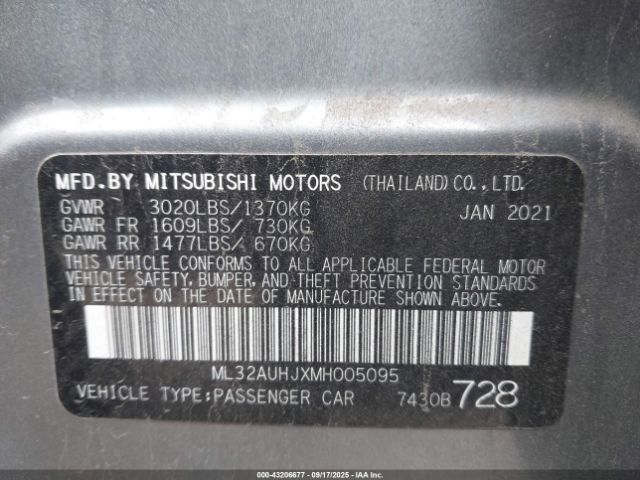 MFD.BY MITSUBISHI MOTORS (THAILAND)CO.,LTD.
GVWR 3020LBS/1370KG JAN 2021
GAWR FR 1609LBS/ 730KG
GAWR RR 1477LBS/ 670KG
THIS VEHICLE CONFORMS TO ALL APPLICABLE FEDERAL MOTOR
VEHICLE SAFETY, BUMPER, AND THEFT PREVENTION STANDARDS
IN EFFECT ON THE DATE OF MANUFACTURE SHOWN ABOVE.
ML32AUHJXMH005095
VEHICLE TYPE:PASSENGER CAR 7430B 728
000-43206677 - 09/17/2025 - IAA Inc.